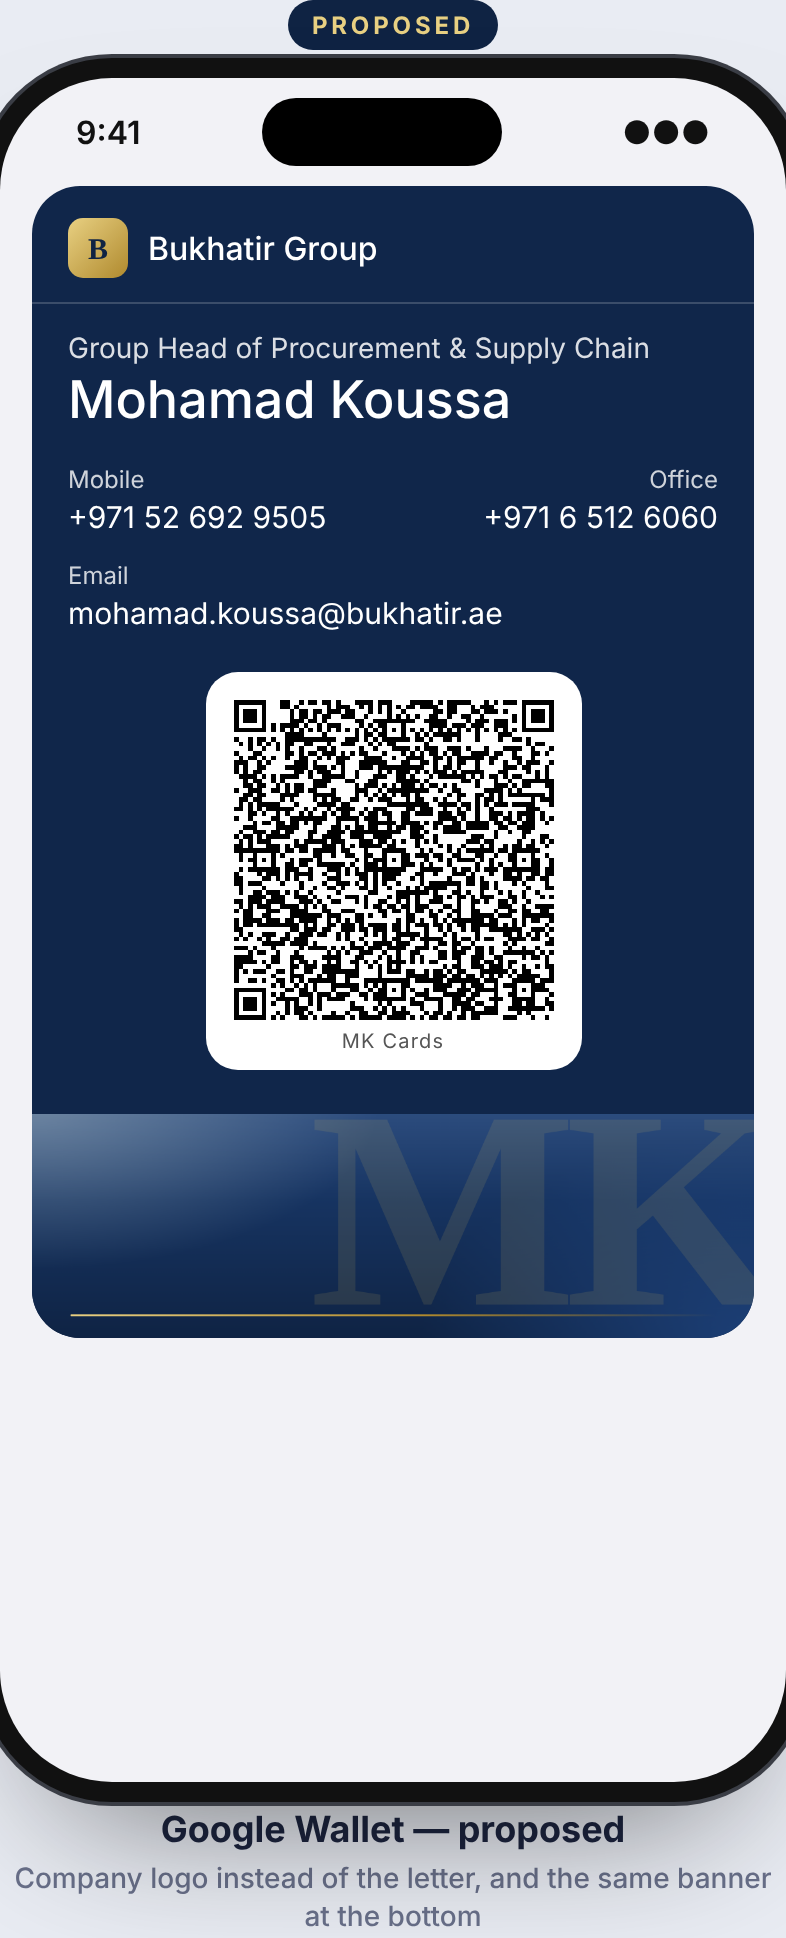 PROPOSED
9:41
B
Bukhatir Group
Group Head of Procurement & Supply Chain
Mohamad Koussa
Mobile
Office
+971 52 692 9505
+971 6 512 6060
Email
mohamad.koussa@bukhatir.ae
MK Cards
MK
Google Wallet — proposed
Company logo instead of the letter, and the same banner
at the bottom